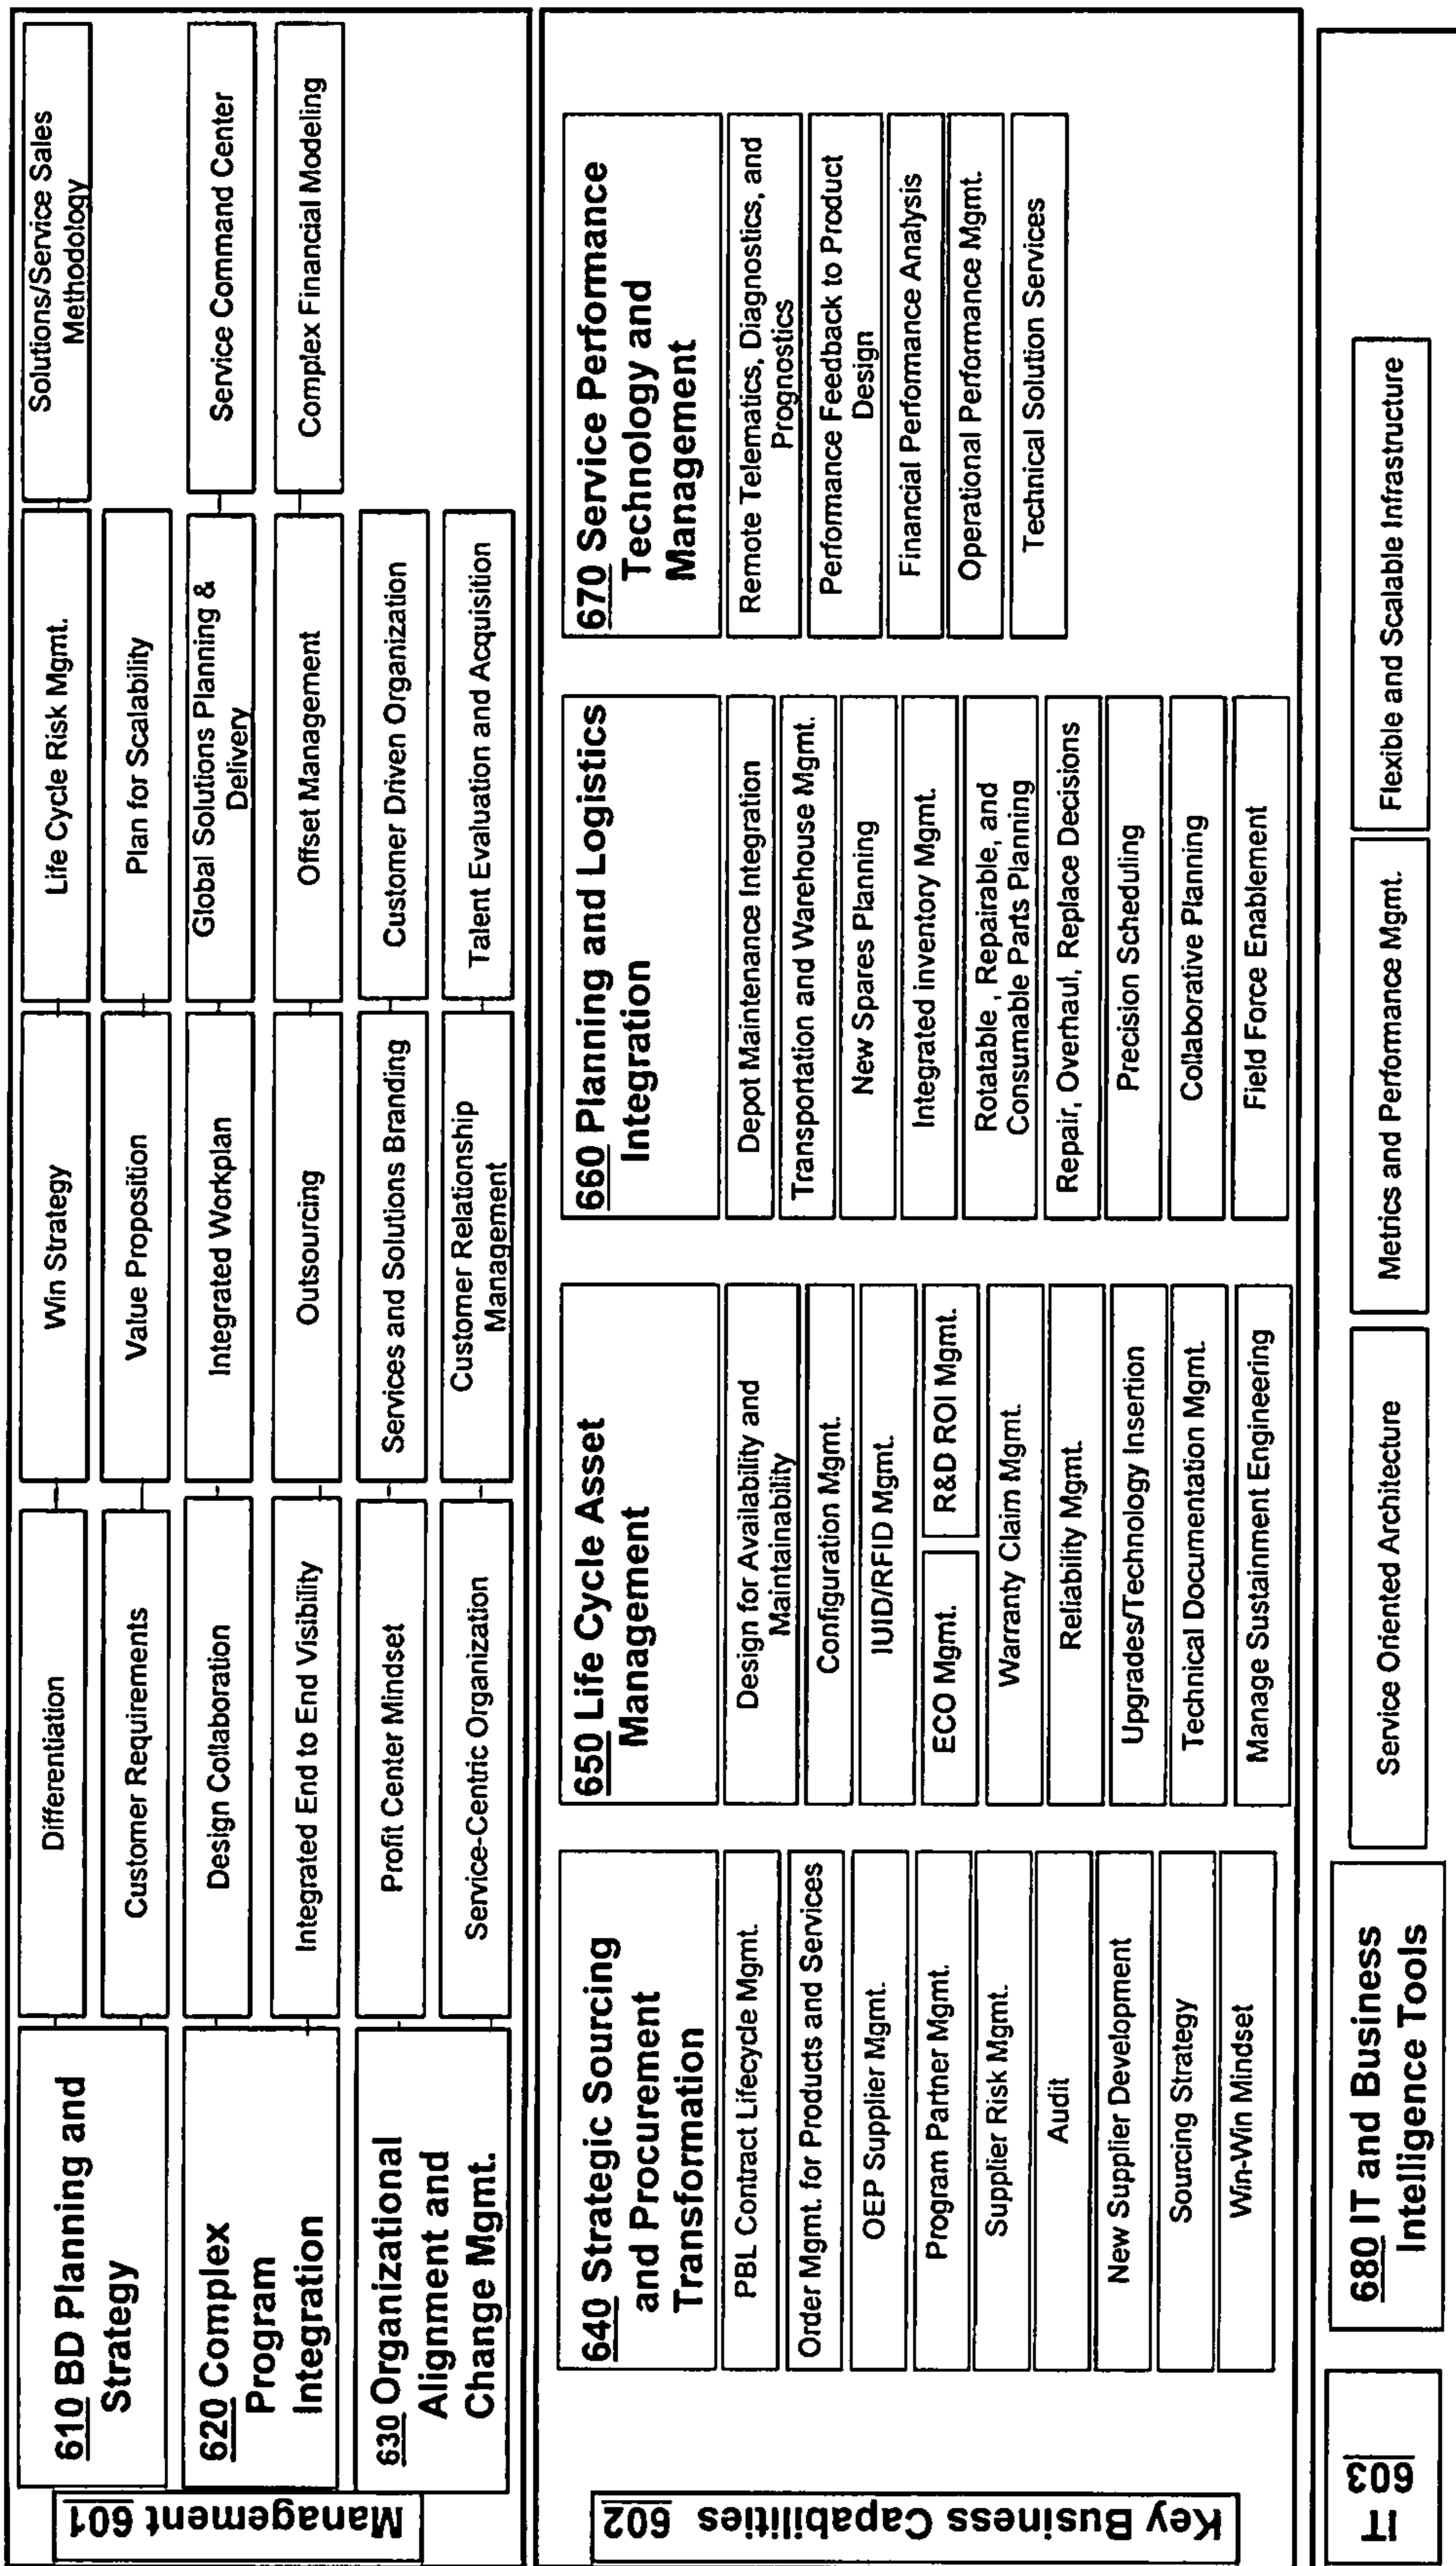 Management 601
610 BD Planning and
Strategy
Differentiation
Win Strategy
Life Cycle Risk Mgmt.
Solutions/Service Sales
Methodology
Customer Requirements
Value Proposition
Plan for Scalability
620 Complex
Program
Integration
Design Collaboration
Integrated Workplan
Global Solutions Planning &
Delivery
Service Command Center
Integrated End to End Visibility
Outsourcing
Offset Management
Complex Financial Modeling
630 Organizational
Alignment and
Change Mgmt.
Profit Center Mindset
Services and Solutions Branding
Customer Driven Organization
Service-Centric Organization
Customer Relationship
Management
Talent Evaluation and Acquisition
Key Business Capabilities 602
640 Strategic Sourcing
and Procurement
Transformation
PBL Contract Lifecycle Mgmt.
Order Mgmt. for Products and Services
OEP Supplier Mgmt.
Program Partner Mgmt.
Supplier Risk Mgmt.
Audit
New Supplier Development
Sourcing Strategy
Win-Win Mindset
650 Life Cycle Asset
Management
Design for Availability and
Maintainability
Configuration Mgmt.
IUID/RFID Mgmt.
ECO Mgmt.
R&D ROI Mgmt.
Warranty Claim Mgmt.
Reliability Mgmt.
Upgrades/Technology Insertion
Technical Documentation Mgmt.
Manage Sustainment Engineering
660 Planning and Logistics
Integration
Depot Maintenance Integration
Transportation and Warehouse Mgmt.
New Spares Planning
Integrated inventory Mgmt.
Rotatable , Repairable, and
Consumable Parts Planning
Repair, Overhaul, Replace Decisions
Precision Scheduling
Collaborative Planning
Field Force Enablement
670 Service Performance
Technology and
Management
Remote Telematics, Diagnostics, and
Prognostics
Performance Feedback to Product
Design
Financial Performance Analysis
Operational Performance Mgmt.
Technical Solution Services
IT
603
680 IT and Business
Intelligence Tools
Service Oriented Architecture
Metrics and Performance Mgmt.
Flexible and Scalable Infrastructure